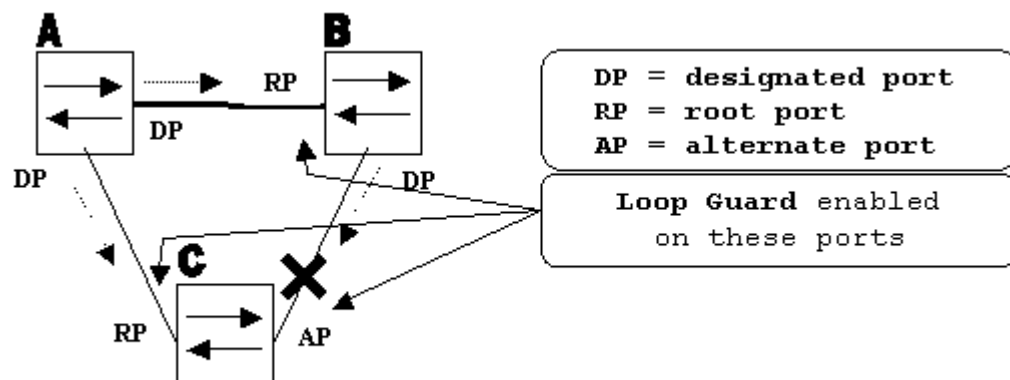 A
B
RP
DP
DP
DP
C
RP
AP
DP = designated port
RP = root port
AP = alternate port
Loop Guard enabled
on these ports